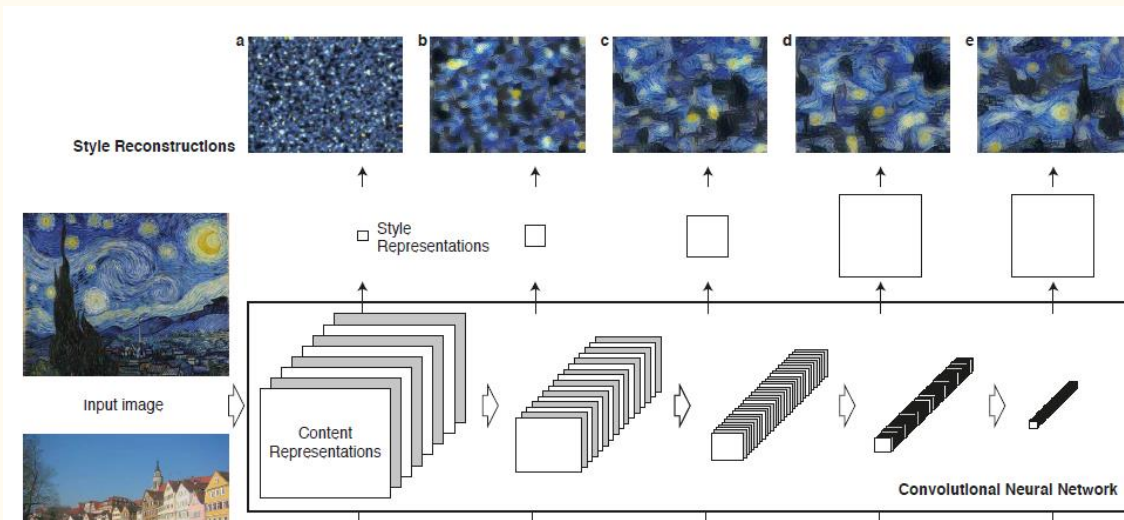 a b c d e
Style Reconstructions
Style
Representations
Input image
Content
Representations
Convolutional Neural Network